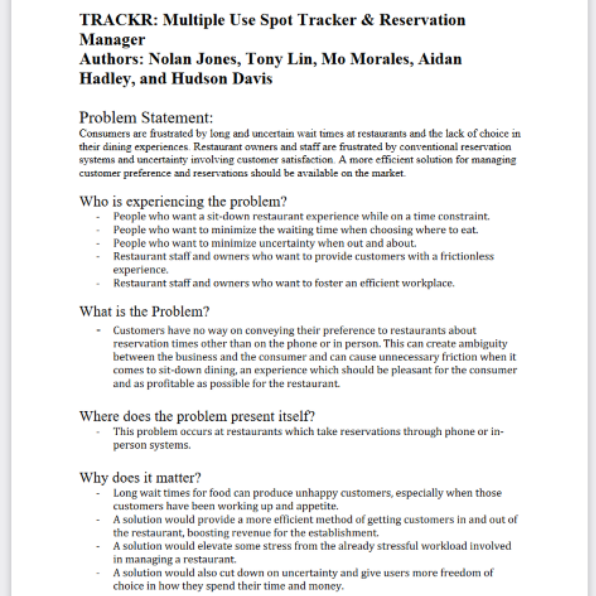 TRACKR: Multiple Use Spot Tracker & Reservation
Manager
Authors: Nolan Jones, Tony Lin, Mo Morales, Aidan
Hadley, and Hudson Davis
Problem Statement:
Consumers are frustrated by long and uncertain wait times at restaurants and the lack of choice in
their dining experiences. Restaurant owners and staff are frustrated by conventional reservation
systems and uncertainty involving customer satisfaction. A more efficient solution for managing
customer preference and reservations should be available on the market.
Who is experiencing the problem?
- People who want a sit-down restaurant experience while on a time constraint.
- People who want to minimize the waiting time when choosing where to eat.
- People who want to minimize uncertainty when out and about.
- Restaurant staff and owners who want to provide customers with a frictionless
experience.
- Restaurant staff and owners who want to foster an efficient workplace.
What is the Problem?
- Customers have no way on conveying their preference to restaurants about
reservation times other than on the phone or in person. This can create ambiguity
between the business and the consumer and can cause unnecessary friction when it
comes to sit-down dining, an experience which should be pleasant for the consumer
and as profitable as possible for the restaurant.
Where does the problem present itself?
- This problem occurs at restaurants which take reservations through phone or in-
person systems.
Why does it matter?
- Long wait times for food can produce unhappy customers, especially when those
customers have been working up and appetite.
- A solution would provide a more efficient method of getting customers in and out of
the restaurant, boosting revenue for the establishment.
- A solution would elevate some stress from the already stressful workload involved
in managing a restaurant.
- A solution would also cut down on uncertainty and give users more freedom of
choice in how they spend their time and money.